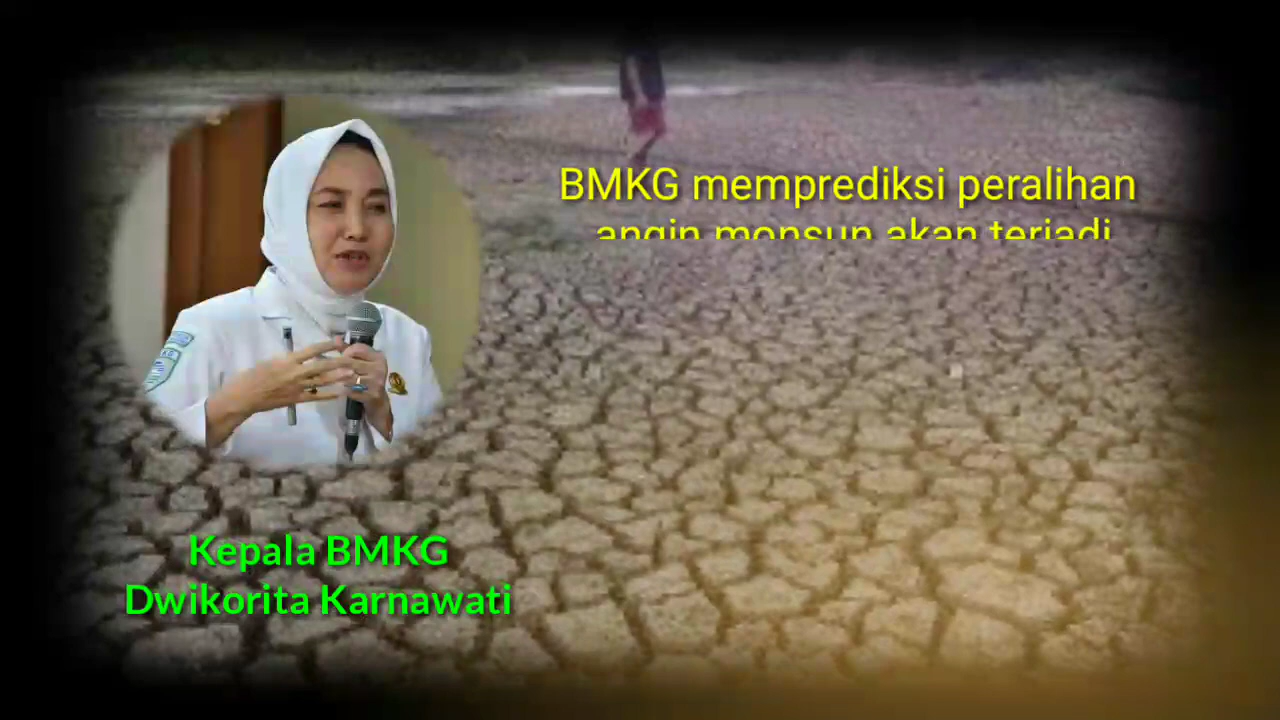 BMKG memprediksi peralihan
angin monsun akan terjadi
Kepala BMKG
Dwikorita Karnawati